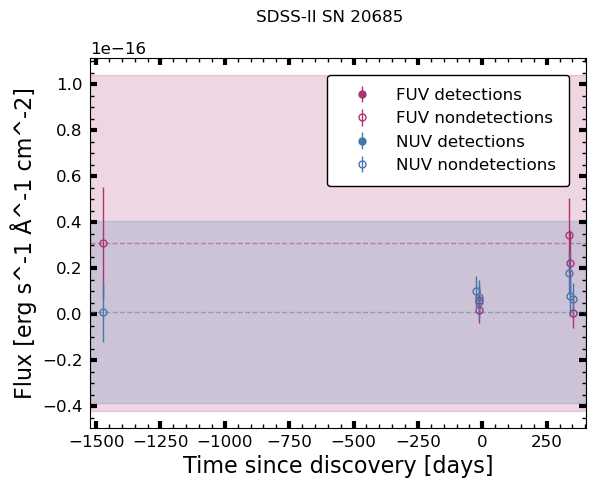 SDSS-II SN 20685
1e−16
FUV detections
FUV nondetections
NUV detections
NUV nondetections
1.0
0.8
0.6
0.4
0.2
0.0
−0.2
−0.4
Flux [erg s^-1 Å^-1 cm^-2]
−1500 −1250 −1000 −750 −500 −250 0 250
Time since discovery [days]